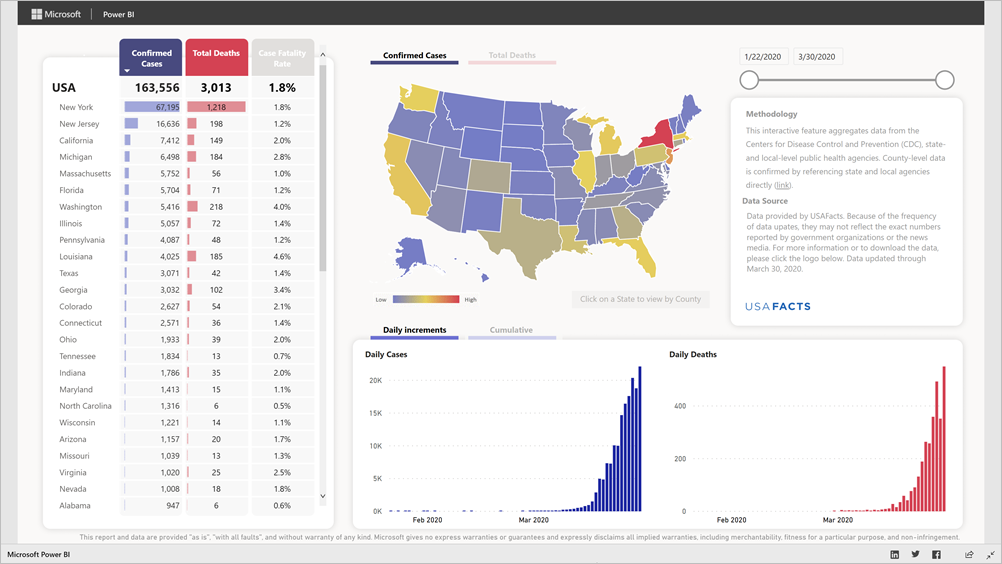 Microsoft | Power BI
Confirmed Cases Total Deaths Case Fatality Rate
USA 163,556 3,013 1.8%
New York 67,195 1,218 1.8%
New Jersey 16,636 198 1.2%
California 7,412 149 2.0%
Michigan 6,498 184 2.8%
Massachusetts 5,752 56 1.0%
Florida 5,704 71 1.2%
Washington 5,416 218 4.0%
Illinois 5,057 72 1.4%
Pennsylvania 4,087 48 1.2%
Louisiana 4,025 185 4.6%
Texas 3,071 42 1.4%
Georgia 3,032 102 3.4%
Colorado 2,627 54 2.1%
Connecticut 2,571 36 1.4%
Ohio 1,933 39 2.0%
Tennessee 1,834 13 0.7%
Indiana 1,786 35 2.0%
Maryland 1,413 15 1.1%
North Carolina 1,316 6 0.5%
Wisconsin 1,221 14 1.1%
Arizona 1,157 20 1.7%
Missouri 1,039 13 1.3%
Virginia 1,020 25 2.5%
Nevada 1,008 18 1.8%
Alabama 947 6 0.6%
Confirmed Cases Total Deaths
Low High
Click on a State to view by County
1/22/2020 3/30/2020
Methodology
This interactive feature aggregates data from the
Centers for Disease Control and Prevention (CDC), state-
and local-level public health agencies. County-level data
is confirmed by referencing state and local agencies
directly (link).
Data Source
Data provided by USAFacts. Because of the frequency
of data upates, they may not reflect the exact numbers
reported by government organizations or the news
media. For more information or to download the data,
please click the logo below. Data updated through
March 30, 2020.
USAFACTS
Daily increments Cumulative
Daily Cases
20K
15K
10K
5K
0K
Feb 2020 Mar 2020
Daily Deaths
400
200
0
Feb 2020 Mar 2020
This report and data are provided "as is", "with all faults", and without warranty of any kind. Microsoft gives no express warranties or guarantees and expressly disclaims all implied warranties, including merchantability, fitness for a particular purpose, and non-infringement.
Microsoft Power BI